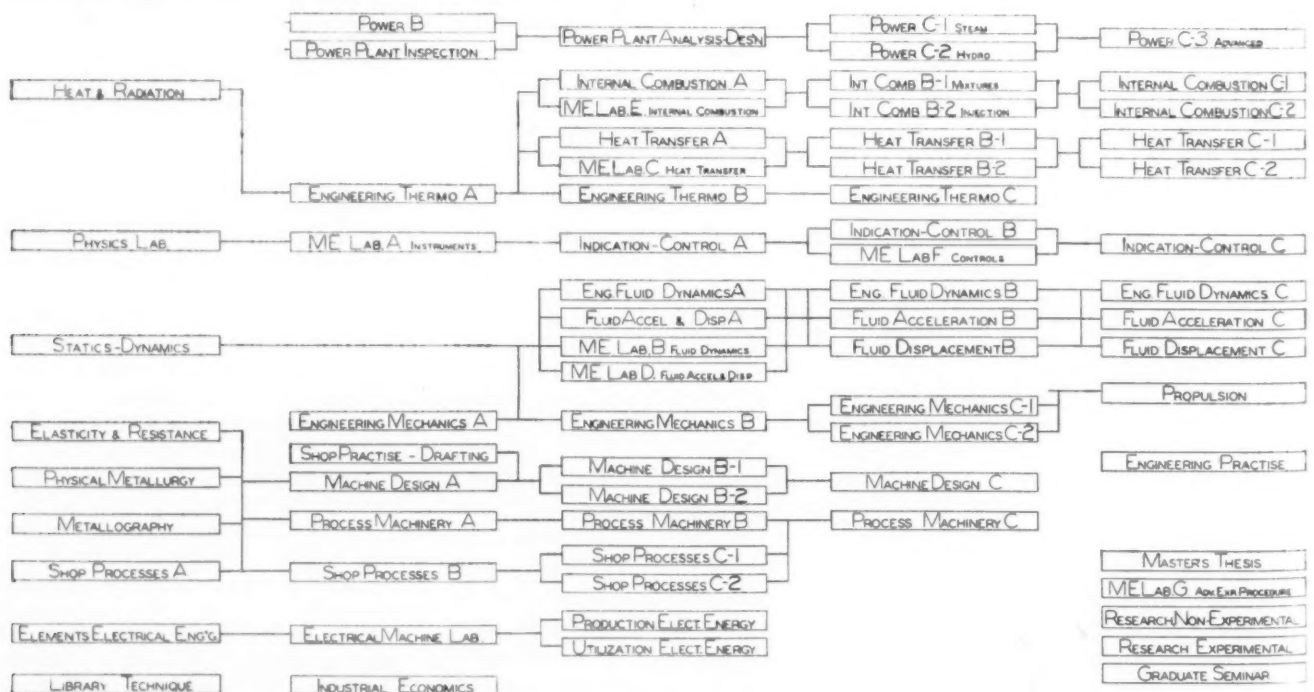 POWER B
POWER PLANT INSPECTION
POWER PLANT ANALYSIS-DES'N
POWER C-1 STEAM
POWER C-2 HYDRO
POWER C-3 ADVANCED
HEAT & RADIATION
INTERNAL COMBUSTION A
INT COMB B-1 MIXTURES
INTERNAL COMBUSTION C-1
ME LAB. E. INTERNAL COMBUSTION
INT COMB B-2 INJECTION
INTERNAL COMBUSTION C-2
HEAT TRANSFER A
HEAT TRANSFER B-1
HEAT TRANSFER C-1
ME LAB. C HEAT TRANSFER
HEAT TRANSFER B-2
HEAT TRANSFER C-2
ENGINEERING THERMO A
ENGINEERING THERMO B
ENGINEERING THERMO C
PHYSICS LAB.
ME LAB. A INSTRUMENTS
INDICATION-CONTROL A
INDICATION-CONTROL B
ME LAB F CONTROLS
INDICATION-CONTROL C
ENG. FLUID DYNAMICS A
ENG. FLUID DYNAMICS B
ENG. FLUID DYNAMICS C
FLUID ACCEL & DISP A
FLUID ACCELERATION B
FLUID ACCELERATION C
STATICS-DYNAMICS
ME LAB. B FLUID DYNAMICS
FLUID DISPLACEMENT B
FLUID DISPLACEMENT C
ME LAB D. FLUID ACCEL & DISP
ENGINEERING MECHANICS A
ENGINEERING MECHANICS B
ENGINEERING MECHANICS C-1
ENGINEERING MECHANICS C-2
PROPULSION
ELASTICITY & RESISTANCE
SHOP PRACTISE - DRAFTING
PHYSICAL METALLURGY
MACHINE DESIGN A
MACHINE DESIGN B-1
MACHINE DESIGN B-2
MACHINE DESIGN C
ENGINEERING PRACTISE
METALLOGRAPHY
PROCESS MACHINERY A
PROCESS MACHINERY B
PROCESS MACHINERY C
SHOP PROCESSES A
SHOP PROCESSES B
SHOP PROCESSES C-1
SHOP PROCESSES C-2
MASTERS THESIS
ME LAB G ADV. EXP. PROCEDURE
RESEARCH, NON-EXPERIMENTAL
RESEARCH EXPERIMENTAL
GRADUATE SEMINAR
ELEMENTS ELECTRICAL ENG'G
ELECTRICAL MACHINE LAB.
PRODUCTION ELECT. ENERGY
UTILIZATION ELECT. ENERGY
LIBRARY TECHNIQUE
INDUSTRIAL ECONOMICS